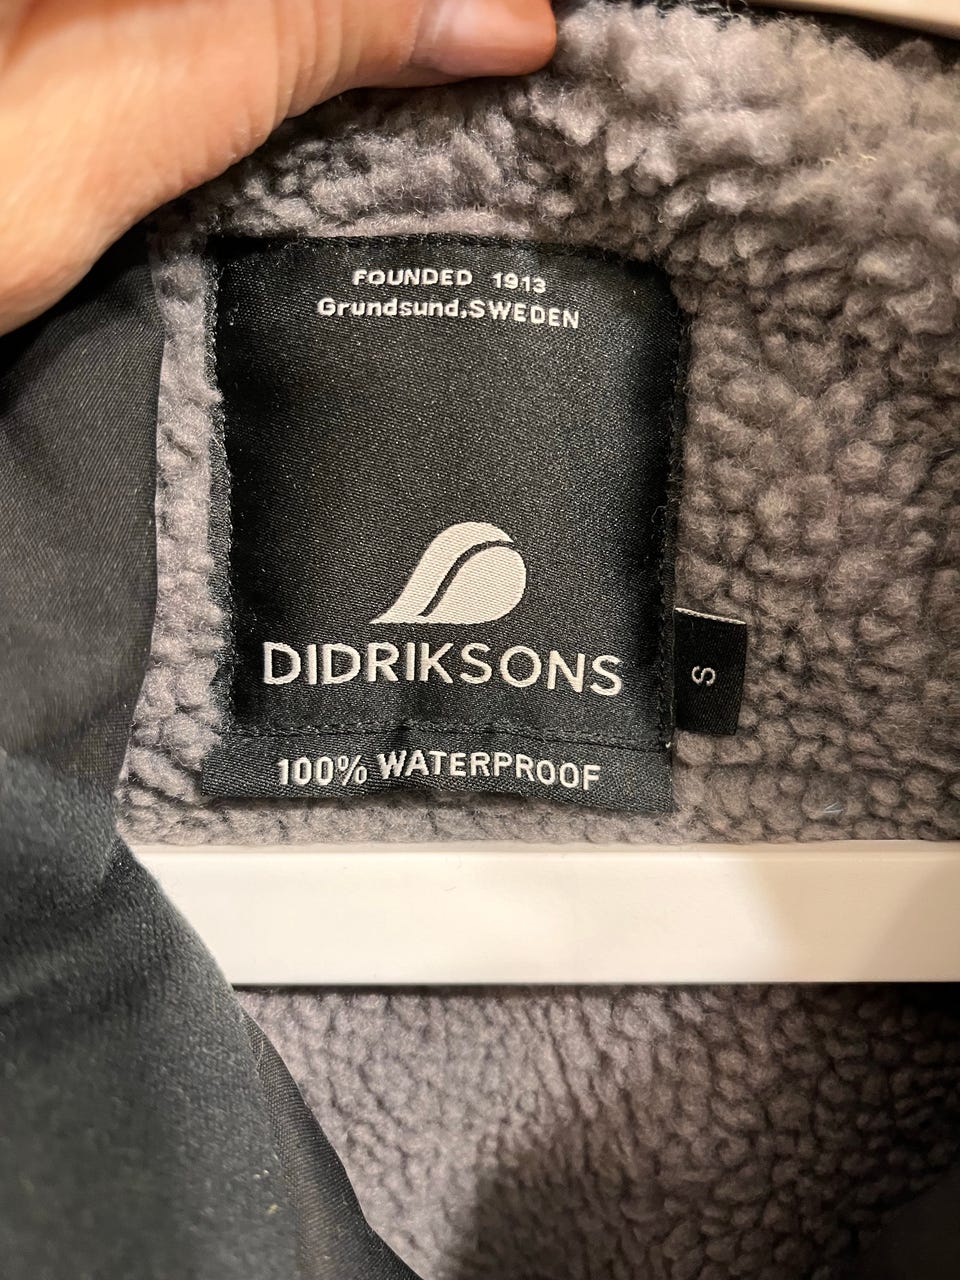 FOUNDED 1913
Grundsund,SWEDEN
DIDRIKSONS
S
100% WATERPROOF